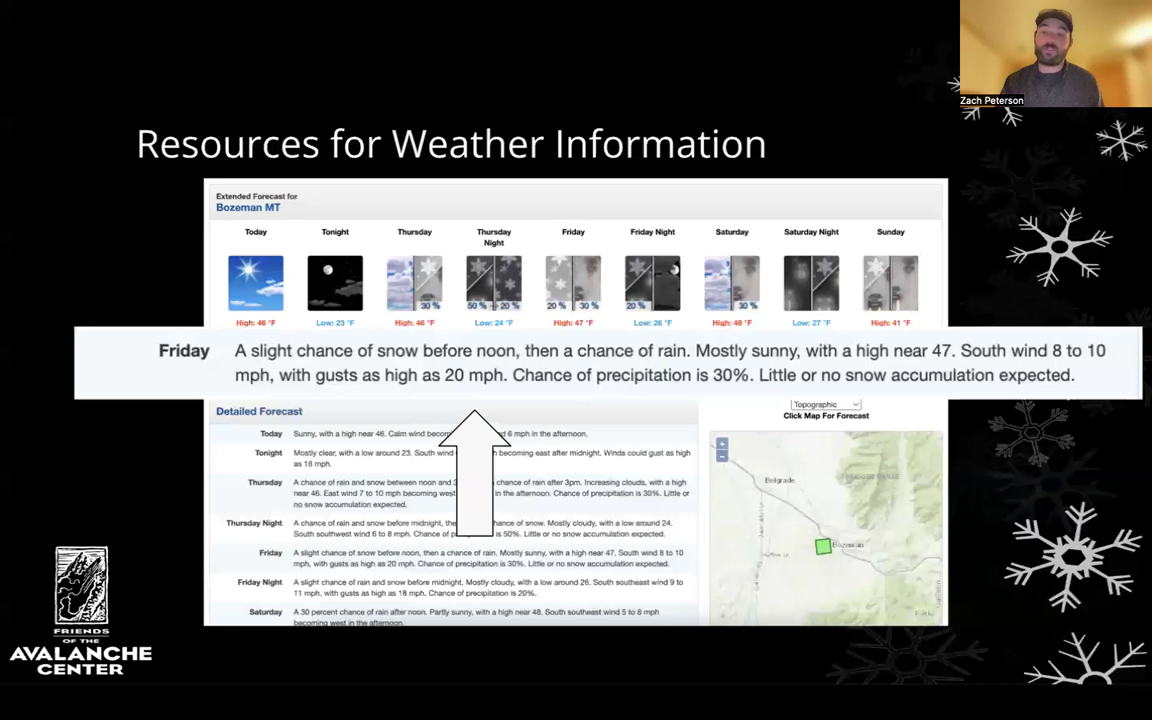 Zach Peterson
Resources for Weather Information
Extended Forecast for
Bozeman MT
Today
Tonight
Thursday
Thursday
Night
Friday
Friday Night
Saturday
Saturday Night
Sunday
30 %
50 %
20 %
20 %
30 %
20 %
30 %
High: 46 °F
Low: 23 °F
High: 46 °F
Low: 24 °F
High: 47 °F
Low: 26 °F
High: 48 °F
Low: 27 °F
High: 41 °F
Friday A slight chance of snow before noon, then a chance of rain. Mostly sunny, with a high near 47. South wind 8 to 10
mph, with gusts as high as 20 mph. Chance of precipitation is 30%. Little or no snow accumulation expected.
Topographic
Click Map For Forecast
Detailed Forecast
Today Sunny, with a high near 46. Calm wind 6 mph in the afternoon.
Tonight Mostly clear, with a low around 23. South wind becoming east after midnight. Winds could gust as high
as 18 mph.
Thursday A chance of rain and snow between noon and chance of rain after 3pm. Increasing clouds, with a high
near 46. East wind 7 to 10 mph becoming west in the afternoon. Chance of precipitation is 30%. Little or
no snow accumulation expected.
Thursday Night A chance of rain and snow before midnight, chance of snow. Mostly cloudy, with a low around 24.
South southwest wind 6 to 8 mph. Chance of is 50%. Little or no snow accumulation expected.
Friday A slight chance of snow before noon, then a chance of rain. Mostly sunny, with a high near 47. South wind 8 to 10
mph, with gusts as high as 20 mph. Chance of precipitation is 30%. Little or no snow accumulation expected.
Friday Night A slight chance of rain and snow before midnight. Mostly cloudy, with a low around 26. South southeast wind 9 to
11 mph, with gusts as high as 18 mph. Chance of precipitation is 20%.
Saturday A 30 percent chance of rain after noon. Partly sunny, with a high near 48. South southeast wind 5 to 8 mph
becoming west in the afternoon.
+
−
Belgrade
Bozeman
FRIENDS
OF THE
AVALANCHE
CENTER